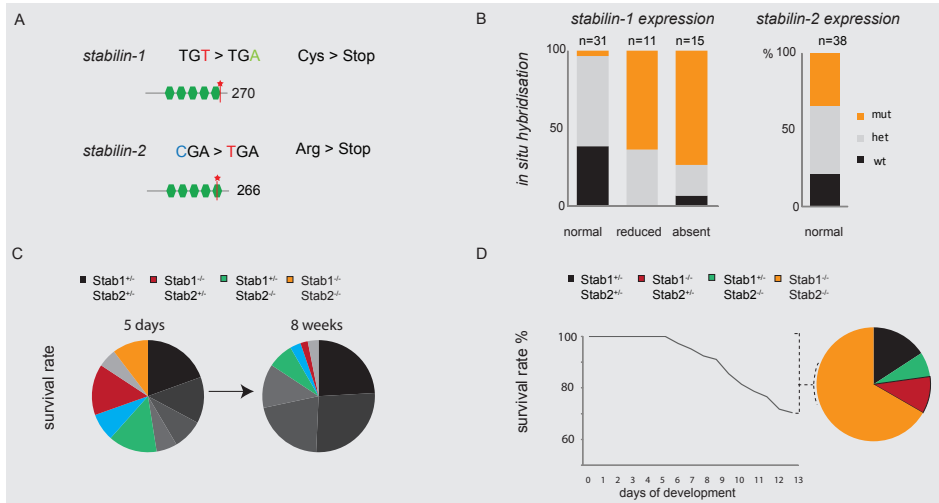 A
stabilin-1
TGT > TGA
Cys > Stop
270
stabilin-2
CGA > TGA
Arg > Stop
266
B
stabilin-1 expression
stabilin-2 expression
n=31
n=11
n=15
n=38
in situ hybridisation
100
50
0
normal
reduced
absent
%
100
50
0
normal
mut
het
wt
C
Stab1+/-
Stab2+/-
Stab1-/-
Stab2+/-
Stab1+/-
Stab2-/-
Stab1-/-
Stab2-/-
survival rate
5 days
8 weeks
D
Stab1+/-
Stab2+/-
Stab1-/-
Stab2+/-
Stab1+/-
Stab2-/-
Stab1-/-
Stab2-/-
survival rate %
100
80
60
0 1 2 3 4 5 6 7 8 9 10 11 12 13
days of development